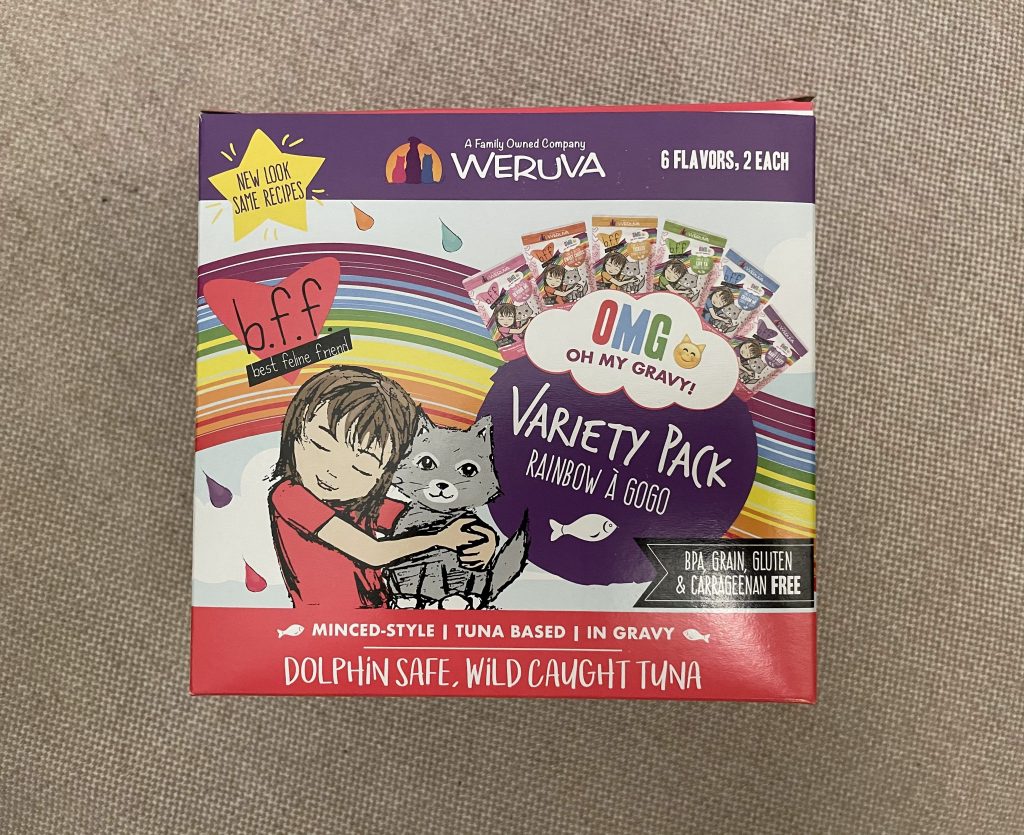 NEW LOOK
SAME RECIPES
A Family Owned Company
WERUVA
6 FLAVORS, 2 EACH
b.f.f.
best feline friend
OMG
OH MY GRAVY!
VARIETY PACK
RAINBOW À GOGO
BPA, GRAIN, GLUTEN
& CARRAGEENAN FREE
MINCED-STYLE | TUNA BASED | IN GRAVY
DOLPHIN SAFE, WILD CAUGHT TUNA